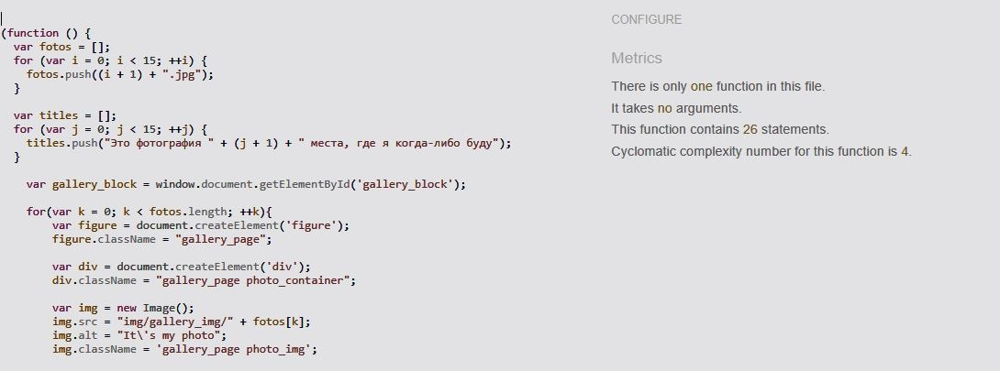 (function () {
  var fotos = [];
  for (var i = 0; i < 15; ++i) {
    fotos.push((i + 1) + ".jpg");
  }

  var titles = [];
  for (var j = 0; j < 15; ++j) {
    titles.push("Это фотография " + (j + 1) + " места, где я когда-либо буду");
  }

    var gallery_block = window.document.getElementById('gallery_block');

    for(var k = 0; k < fotos.length; ++k){
        var figure = document.createElement('figure');
        figure.className = "gallery_page";

        var div = document.createElement('div');
        div.className = "gallery_page photo_container";

        var img = new Image();
        img.src = "img/gallery_img/" + fotos[k];
        img.alt = "It\'s my photo";
        img.className = 'gallery_page photo_img';

CONFIGURE
Metrics
There is only one function in this file.
It takes no arguments.
This function contains 26 statements.
Cyclomatic complexity number for this function is 4.